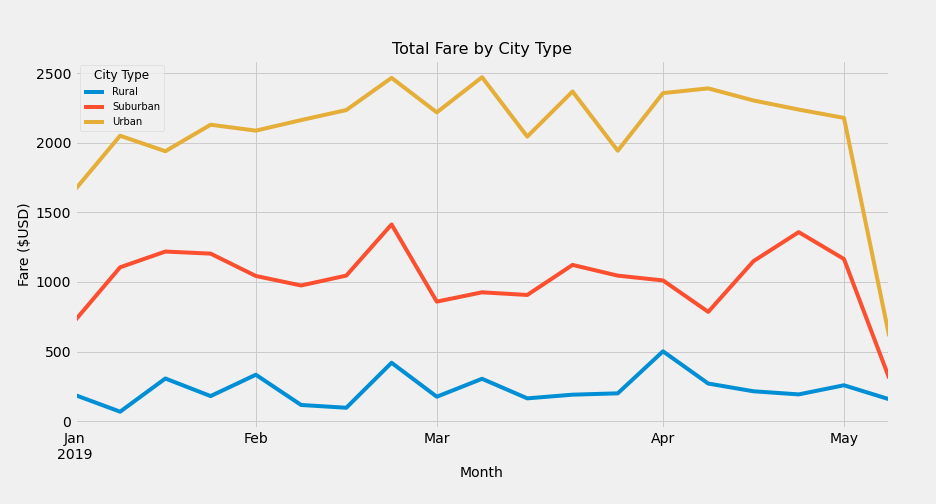 Total Fare by City Type
City Type
Rural
Suburban
Urban
Fare ($USD)
2500
2000
1500
1000
500
0
Jan Feb Mar Apr May
2019
Month